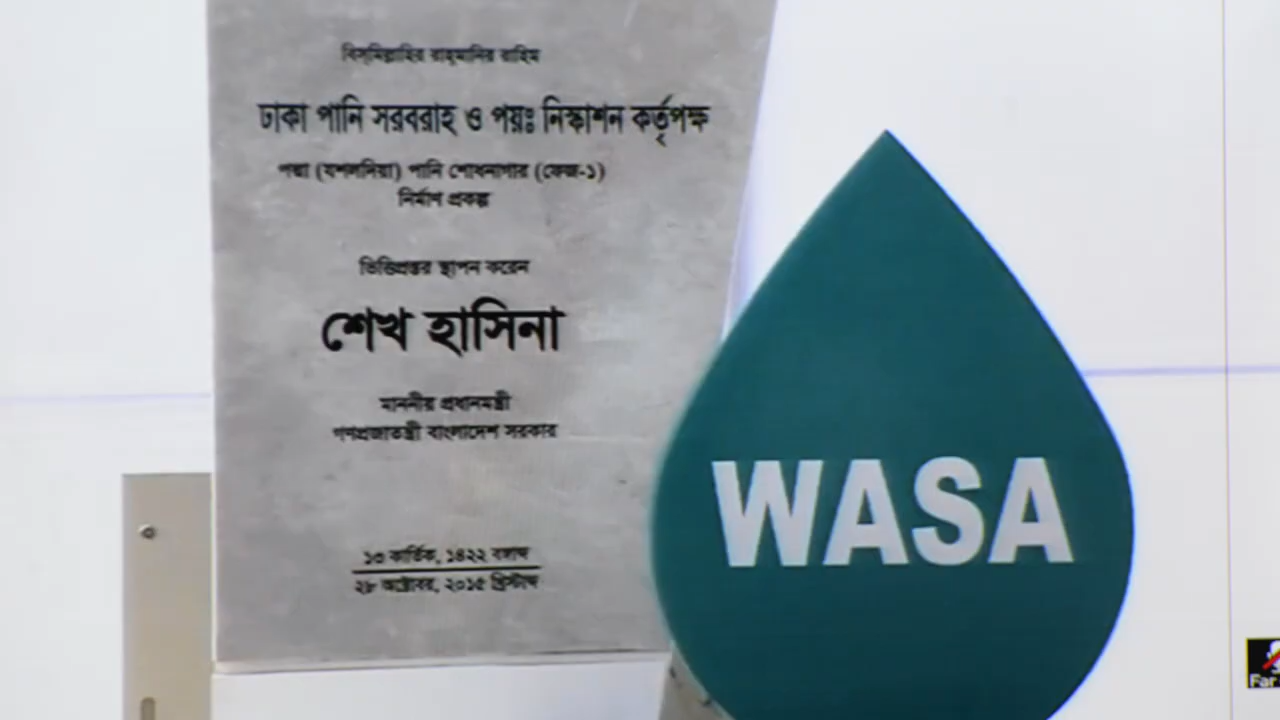 বিসমিল্লাহির রাহমানির রাহিম
ঢাকা পানি সরবরাহ ও পয়ঃ নিস্কাশন কর্তৃপক্ষ
পদ্মা (যশলদিয়া) পানি শোধনাগার (ফেজ-১)
নির্মাণ প্রকল্প
ভিত্তিপ্রস্তর স্থাপন করেন
শেখ হাসিনা
মাননীয় প্রধানমন্ত্রী
গণপ্রজাতন্ত্রী বাংলাদেশ সরকার
১৩ কার্তিক, ১৪২২ বঙ্গাব্দ
২৮ অক্টোবর, ২০১৫ খ্রিস্টাব্দ
WASA